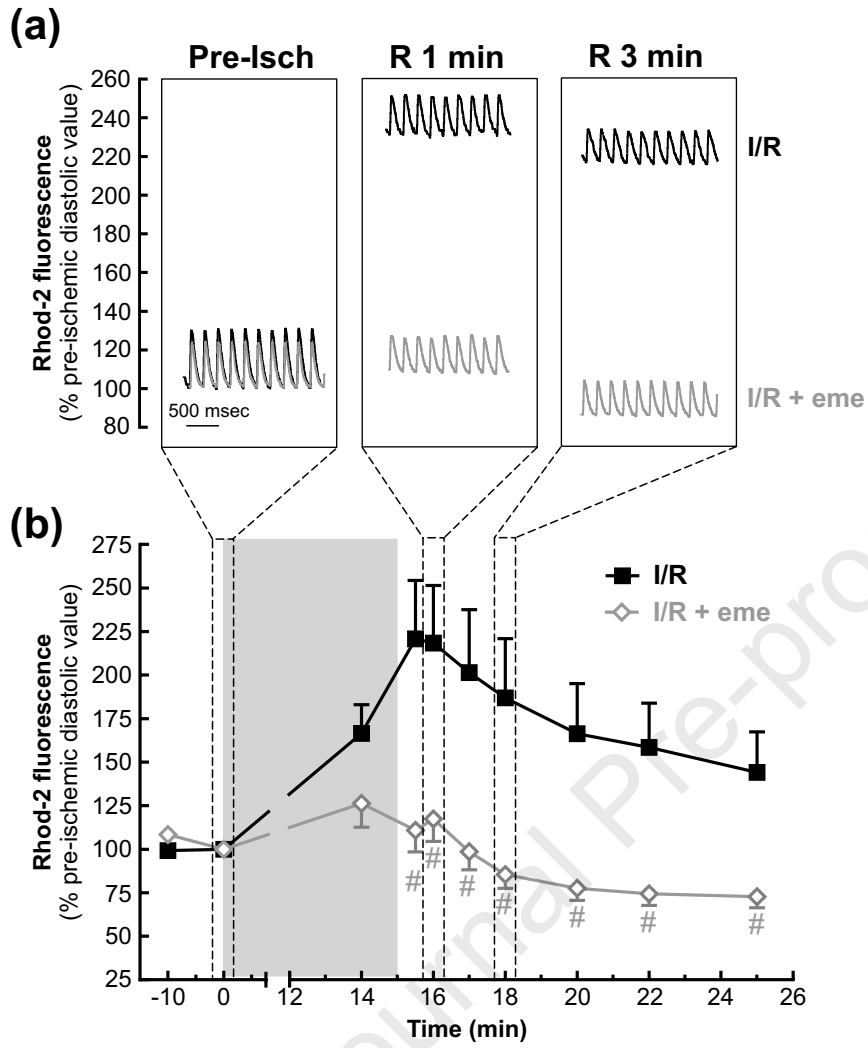 (a)
Pre-Isch
R 1 min
R 3 min
260
240
220
200
180
160
140
120
100
80
Rhod-2 fluorescence
(% pre-ischemic diastolic value)
I/R
I/R + eme
500 msec
(b)
275
250
225
200
175
150
125
100
75
50
25
Rhod-2 fluorescence
(% pre-ischemic diastolic value)
I/R
I/R + eme
# # # # # # #
-10 0 12 14 16 18 20 22 24 26
Time (min)
Journal Pre-pro